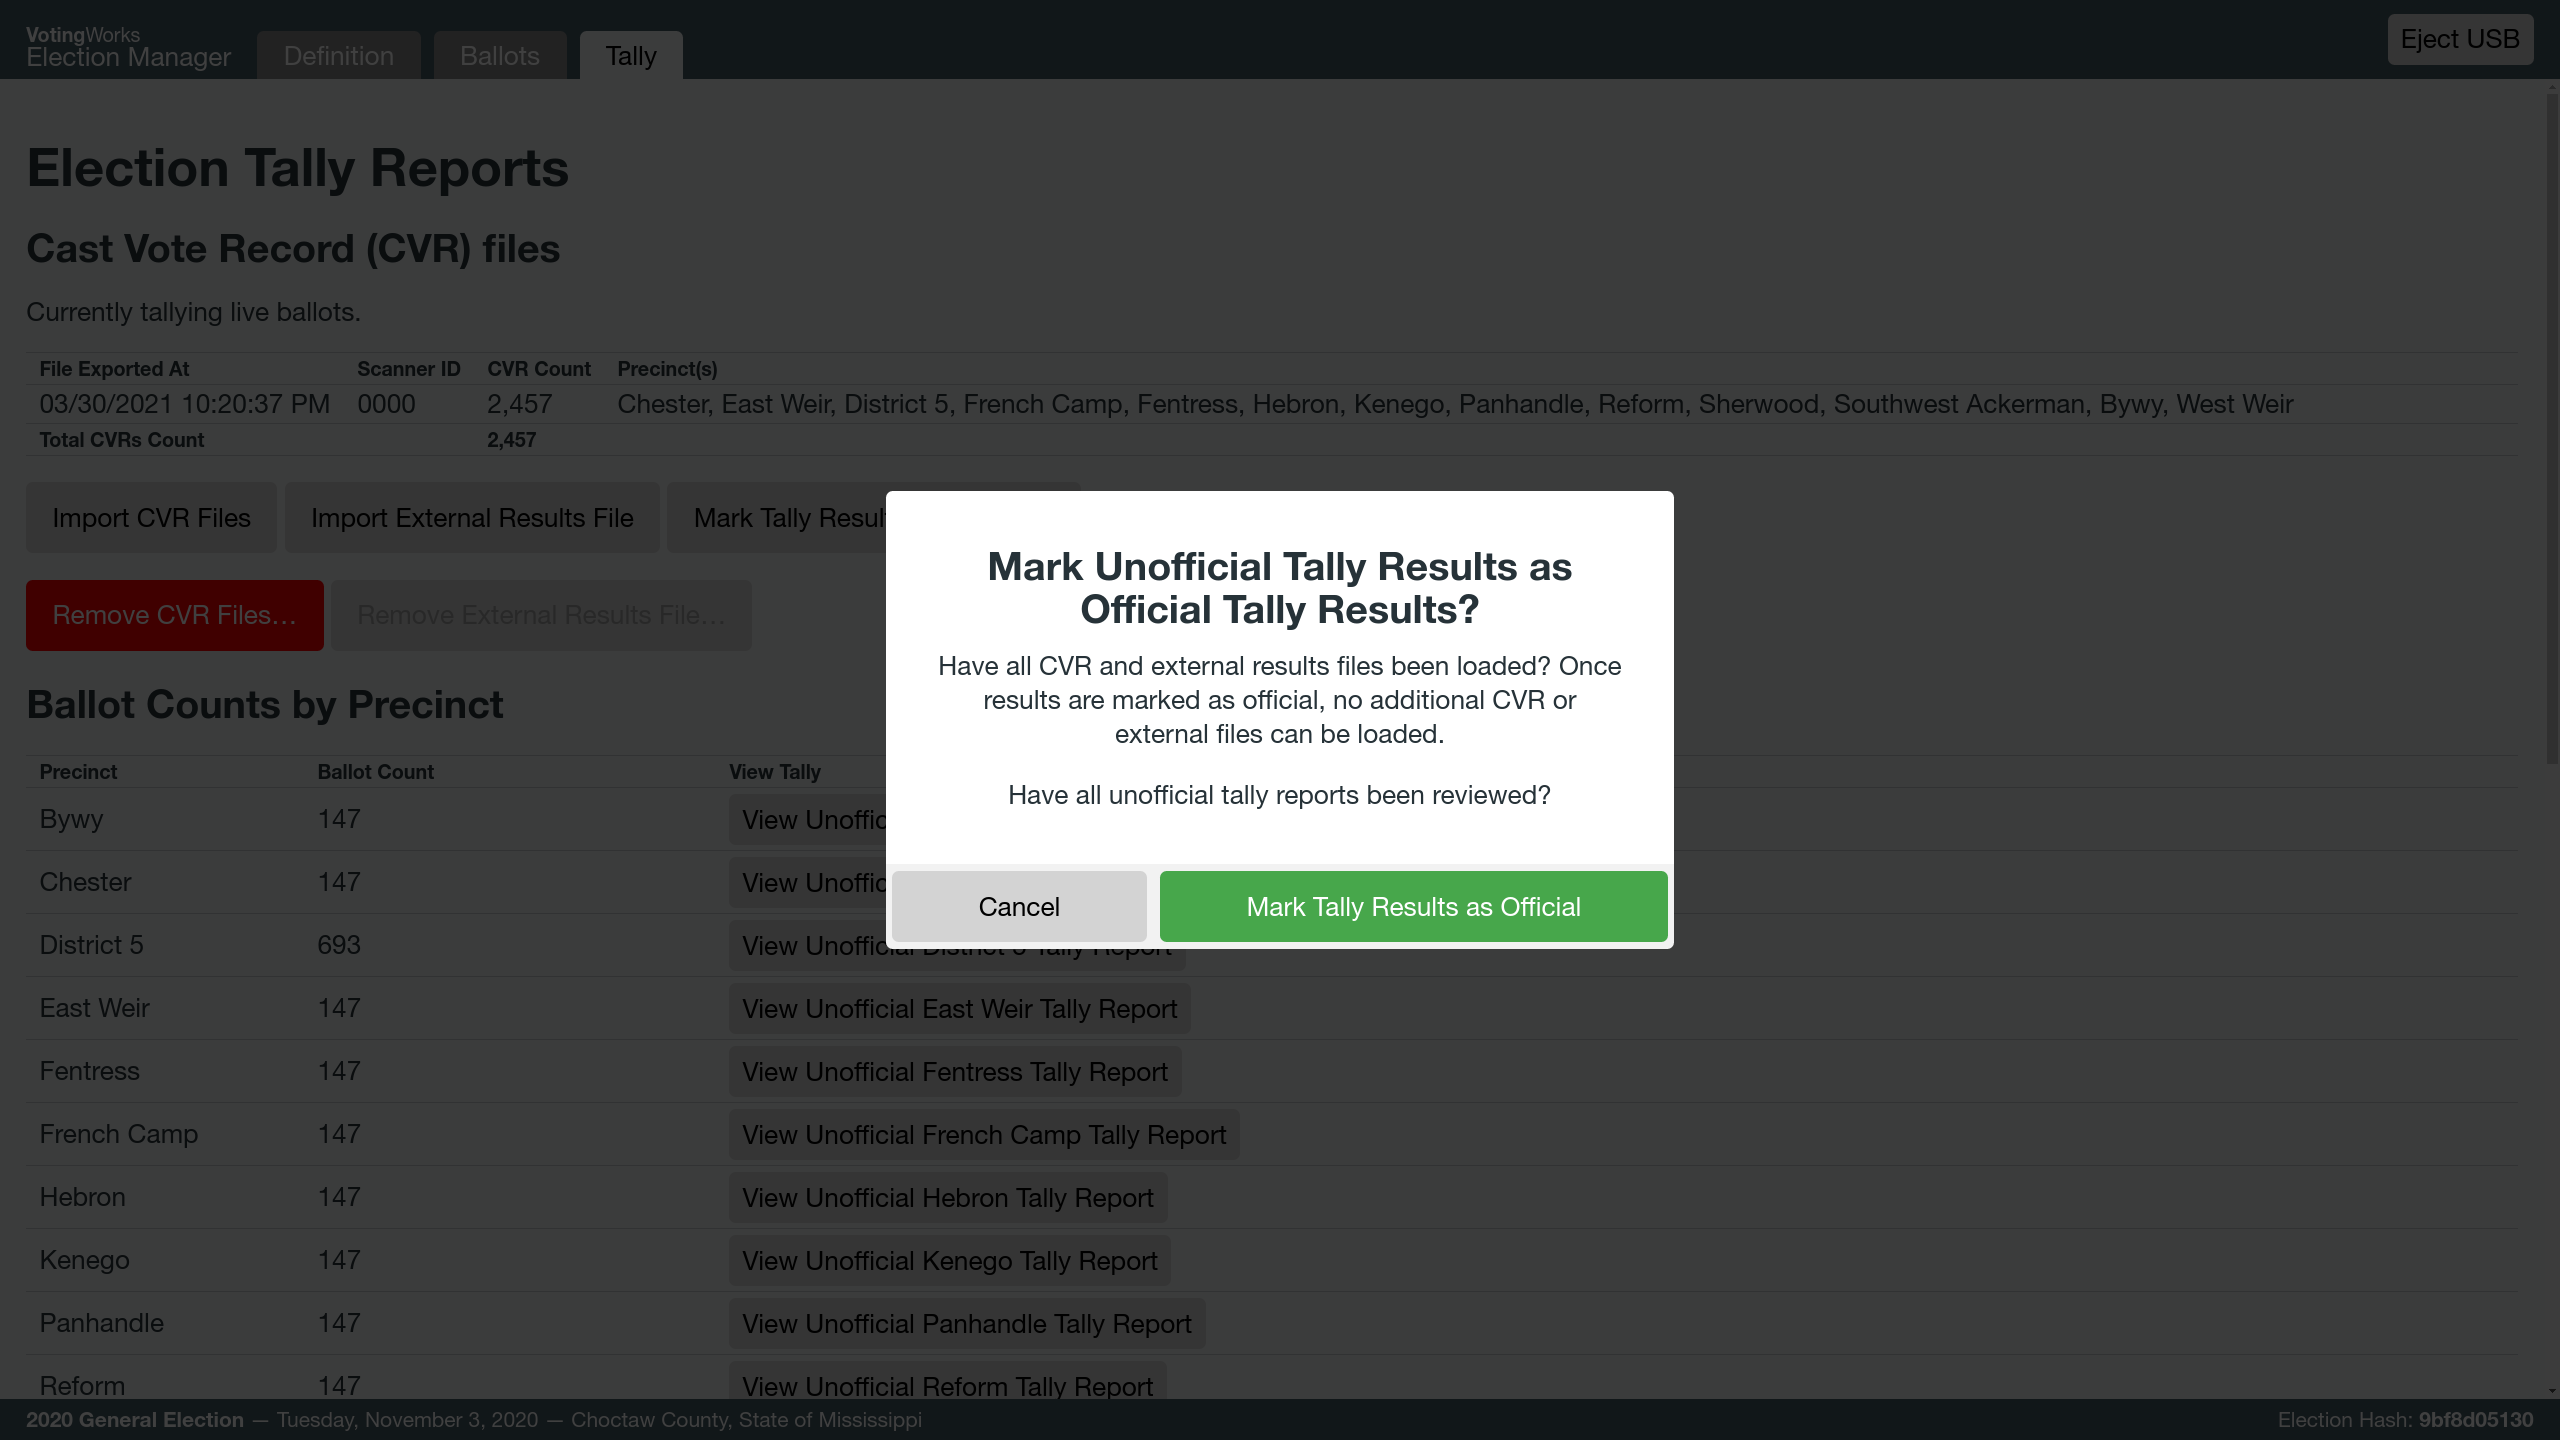 VotingWorks
Election Manager
Definition
Ballots
Tally
Eject USB
Election Tally Reports
Cast Vote Record (CVR) files
Currently tallying live ballots.
File Exported At Scanner ID CVR Count Precinct(s)
03/30/2021 10:20:37 PM 0000 2,457 Chester, East Weir, District 5, French Camp, Fentress, Hebron, Kenego, Panhandle, Reform, Sherwood, Southwest Ackerman, Bywy, West Weir
Total CVRs Count 2,457
Import CVR Files Import External Results File Mark Tally
Remove CVR Files… Remove External Results File…
Mark Unofficial Tally Results as
Official Tally Results?
Have all CVR and external results files been loaded? Once
results are marked as official, no additional CVR or
external files can be loaded.
Have all unofficial tally reports been reviewed?
Cancel Mark Tally Results as Official
Ballot Counts by Precinct
Precinct Ballot Count View Tally
Bywy 147 View
Chester 147 View
District 5 693 View Unofficial District 5 Tally Report
East Weir 147 View Unofficial East Weir Tally Report
Fentress 147 View Unofficial Fentress Tally Report
French Camp 147 View Unofficial French Camp Tally Report
Hebron 147 View Unofficial Hebron Tally Report
Kenego 147 View Unofficial Kenego Tally Report
Panhandle 147 View Unofficial Panhandle Tally Report
Reform 147 View Unofficial Reform Tally Report
2020 General Election — Tuesday, November 3, 2020 — Choctaw County, State of Mississippi
Election Hash: 9bf8d05130